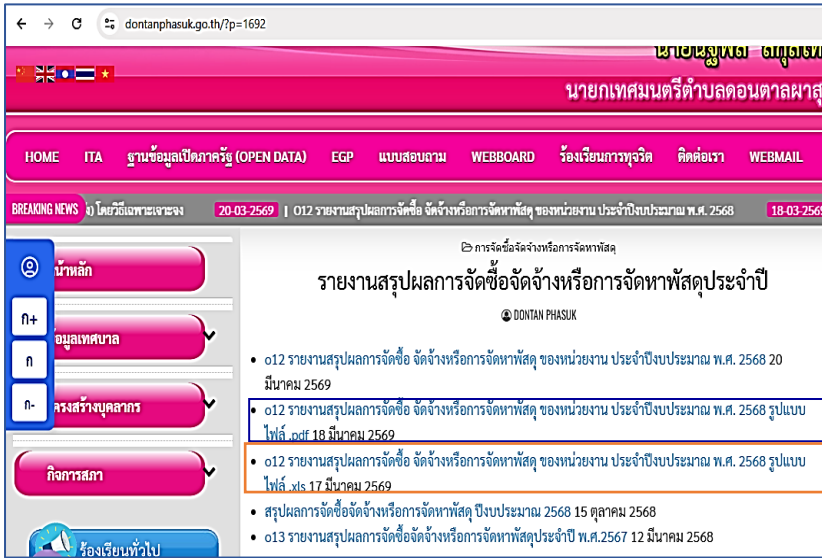 dontanphasuk.go.th/?p=1692
นายกเทศมนตรีตำบลดอนตาลผาสุ
HOME ITA ฐานข้อมูลเปิดภาครัฐ (OPEN DATA) EGP แบบสอบถาม WEBBOARD ร้องเรียนการทุจริต ติดต่อเรา WEBMAIL
BREAKING NEWS โดยวิธีเฉพาะเจาะจง 20-03-2569 | O12 รายงานสรุปผลการจัดซื้อ จัดจ้างหรือการจัดหาพัสดุ ของหน่วยงาน ประจำปีงบประมาณ พ.ศ. 2568 18-03-2569
การจัดซื้อจัดจ้างหรือการจัดหาพัสดุ
น้าหลัก
รายงานสรุปผลการจัดซื้อจัดจ้างหรือการจัดหาพัสดุประจำปี
DONTAN PHASUK
ก+
อมูลเทศบาล
ก
• o12 รายงานสรุปผลการจัดซื้อ จัดจ้างหรือการจัดหาพัสดุ ของหน่วยงาน ประจำปีงบประมาณ พ.ศ. 2568 20
มีนาคม 2569
ก-
ครงสร้างบุคลากร
• o12 รายงานสรุปผลการจัดซื้อ จัดจ้างหรือการจัดหาพัสดุ ของหน่วยงาน ประจำปีงบประมาณ พ.ศ. 2568 รูปแบบ
ไฟล์ .pdf 18 มีนาคม 2569
• o12 รายงานสรุปผลการจัดซื้อ จัดจ้างหรือการจัดหาพัสดุ ของหน่วยงาน ประจำปีงบประมาณ พ.ศ. 2568 รูปแบบ
ไฟล์ .xls 17 มีนาคม 2569
กิจการสภา
• สรุปผลการจัดซื้อจัดจ้างหรือการจัดหาพัสดุ ปีงบประมาณ 2568 15 ตุลาคม 2568
• o13 รายงานสรุปผลการจัดซื้อจัดจ้างหรือการจัดหาพัสดุประจำปี พ.ศ.2567 12 มีนาคม 2568
ร้องเรียนทั่วไป